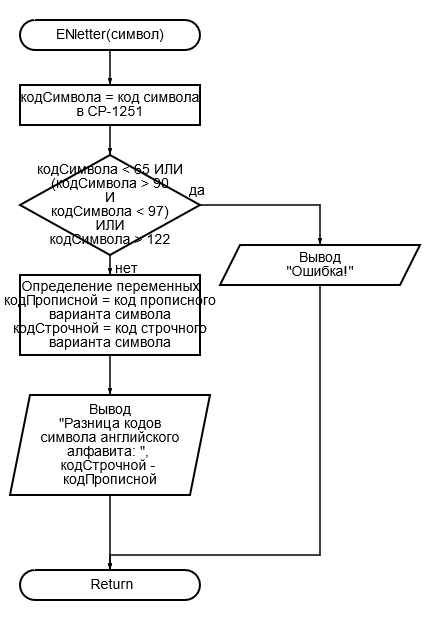 ENletter(символ)
кодСимвола = код символа
в CP-1251
кодСимвола < 65 ИЛИ
(кодСимвола > 90
И
кодСимвола < 97)
ИЛИ
кодСимвола > 122
да
нет
Вывод
"Ошибка!"
Определение переменных
кодПрописной = код прописного
варианта символа
кодСтрочной = код строчного
варианта символа
Вывод
"Разница кодов
символа английского
алфавита: ",
кодСтрочной -
кодПрописной
Return